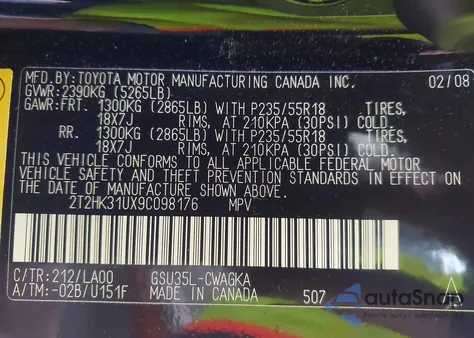 MFD.BY:TOYOTA MOTOR MANUFACTURING CANADA INC. 02/08
GVWR:2390KG (5265LB)
GAWR:FRT. 1300KG (2865LB) WITH P235/55R18 TIRES,
18X7J RIMS, AT 210KPA (30PSI) COLD.
RR. 1300KG (2865LB) WITH P235/55R18 TIRES,
18X7J RIMS, AT 210KPA (30PSI) COLD.
THIS VEHICLE CONFORMS TO ALL APPLICABLE FEDERAL MOTOR
VEHICLE SAFETY AND THEFT PREVENTION STANDARDS IN EFFECT ON THE
DATE OF MANUFACTURE SHOWN ABOVE.
2T2HK31UX9C098176 MPV
C/TR:212/LA00 GSU35L-CWAGKA
A/TM:-02B/U151F MADE IN CANADA 507
A
autoSnap